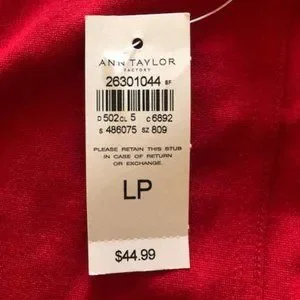 ANN TAYLOR
FACTORY
26301044 SF
D 502 CL 5 C 6892
S 486075 SZ 809
PLEASE RETAIN THIS STUB
IN CASE OF RETURN
OR EXCHANGE.
LP
$44.99